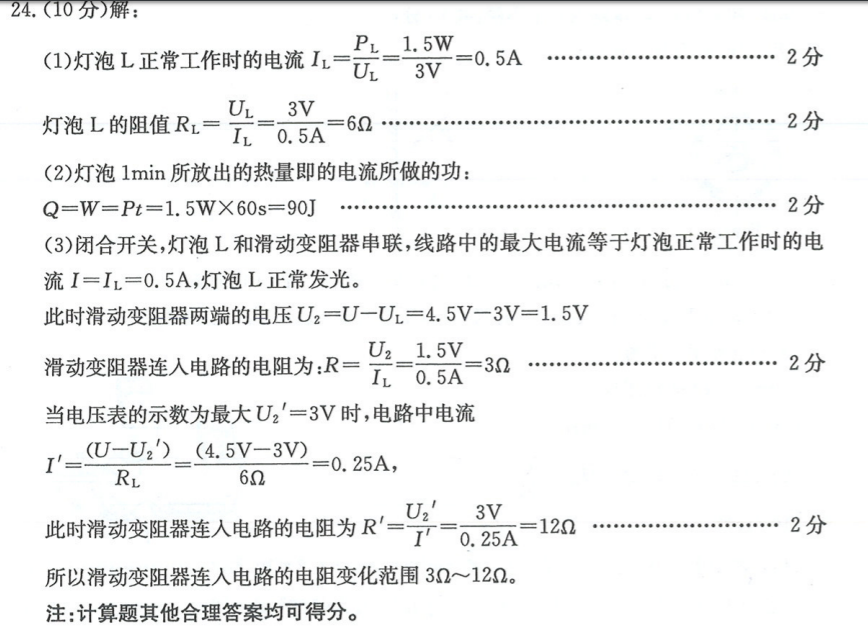 24.(10分)解:
(1)灯泡L正常工作时的电流 I_L=P_L/U_L=1.5W/3V=0.5A ………………………… 2分
灯泡L的阻值 R_L=U_L/I_L=3V/0.5A=6Ω ………………………………………… 2分
(2)灯泡1min所放出的热量即的电流所做的功:
Q=W=Pt=1.5W×60s=90J ………………………………………… 2分
(3)闭合开关,灯泡L和滑动变阻器串联,线路中的最大电流等于灯泡正常工作时的电
流 I=I_L=0.5A,灯泡L正常发光。
此时滑动变阻器两端的电压 U₂=U-U_L=4.5V-3V=1.5V
滑动变阻器连入电路的电阻为:R=U₂/I_L=1.5V/0.5A=3Ω ………………………… 2分
当电压表的示数为最大 U₂′=3V时,电路中电流
I′=(U-U₂′)/R_L=(4.5V-3V)/6Ω=0.25A,
此时滑动变阻器连入电路的电阻为 R′=U₂′/I′=3V/0.25A=12Ω ………………… 2分
所以滑动变阻器连入电路的电阻变化范围 3Ω～12Ω。
注:计算题其他合理答案均可得分。